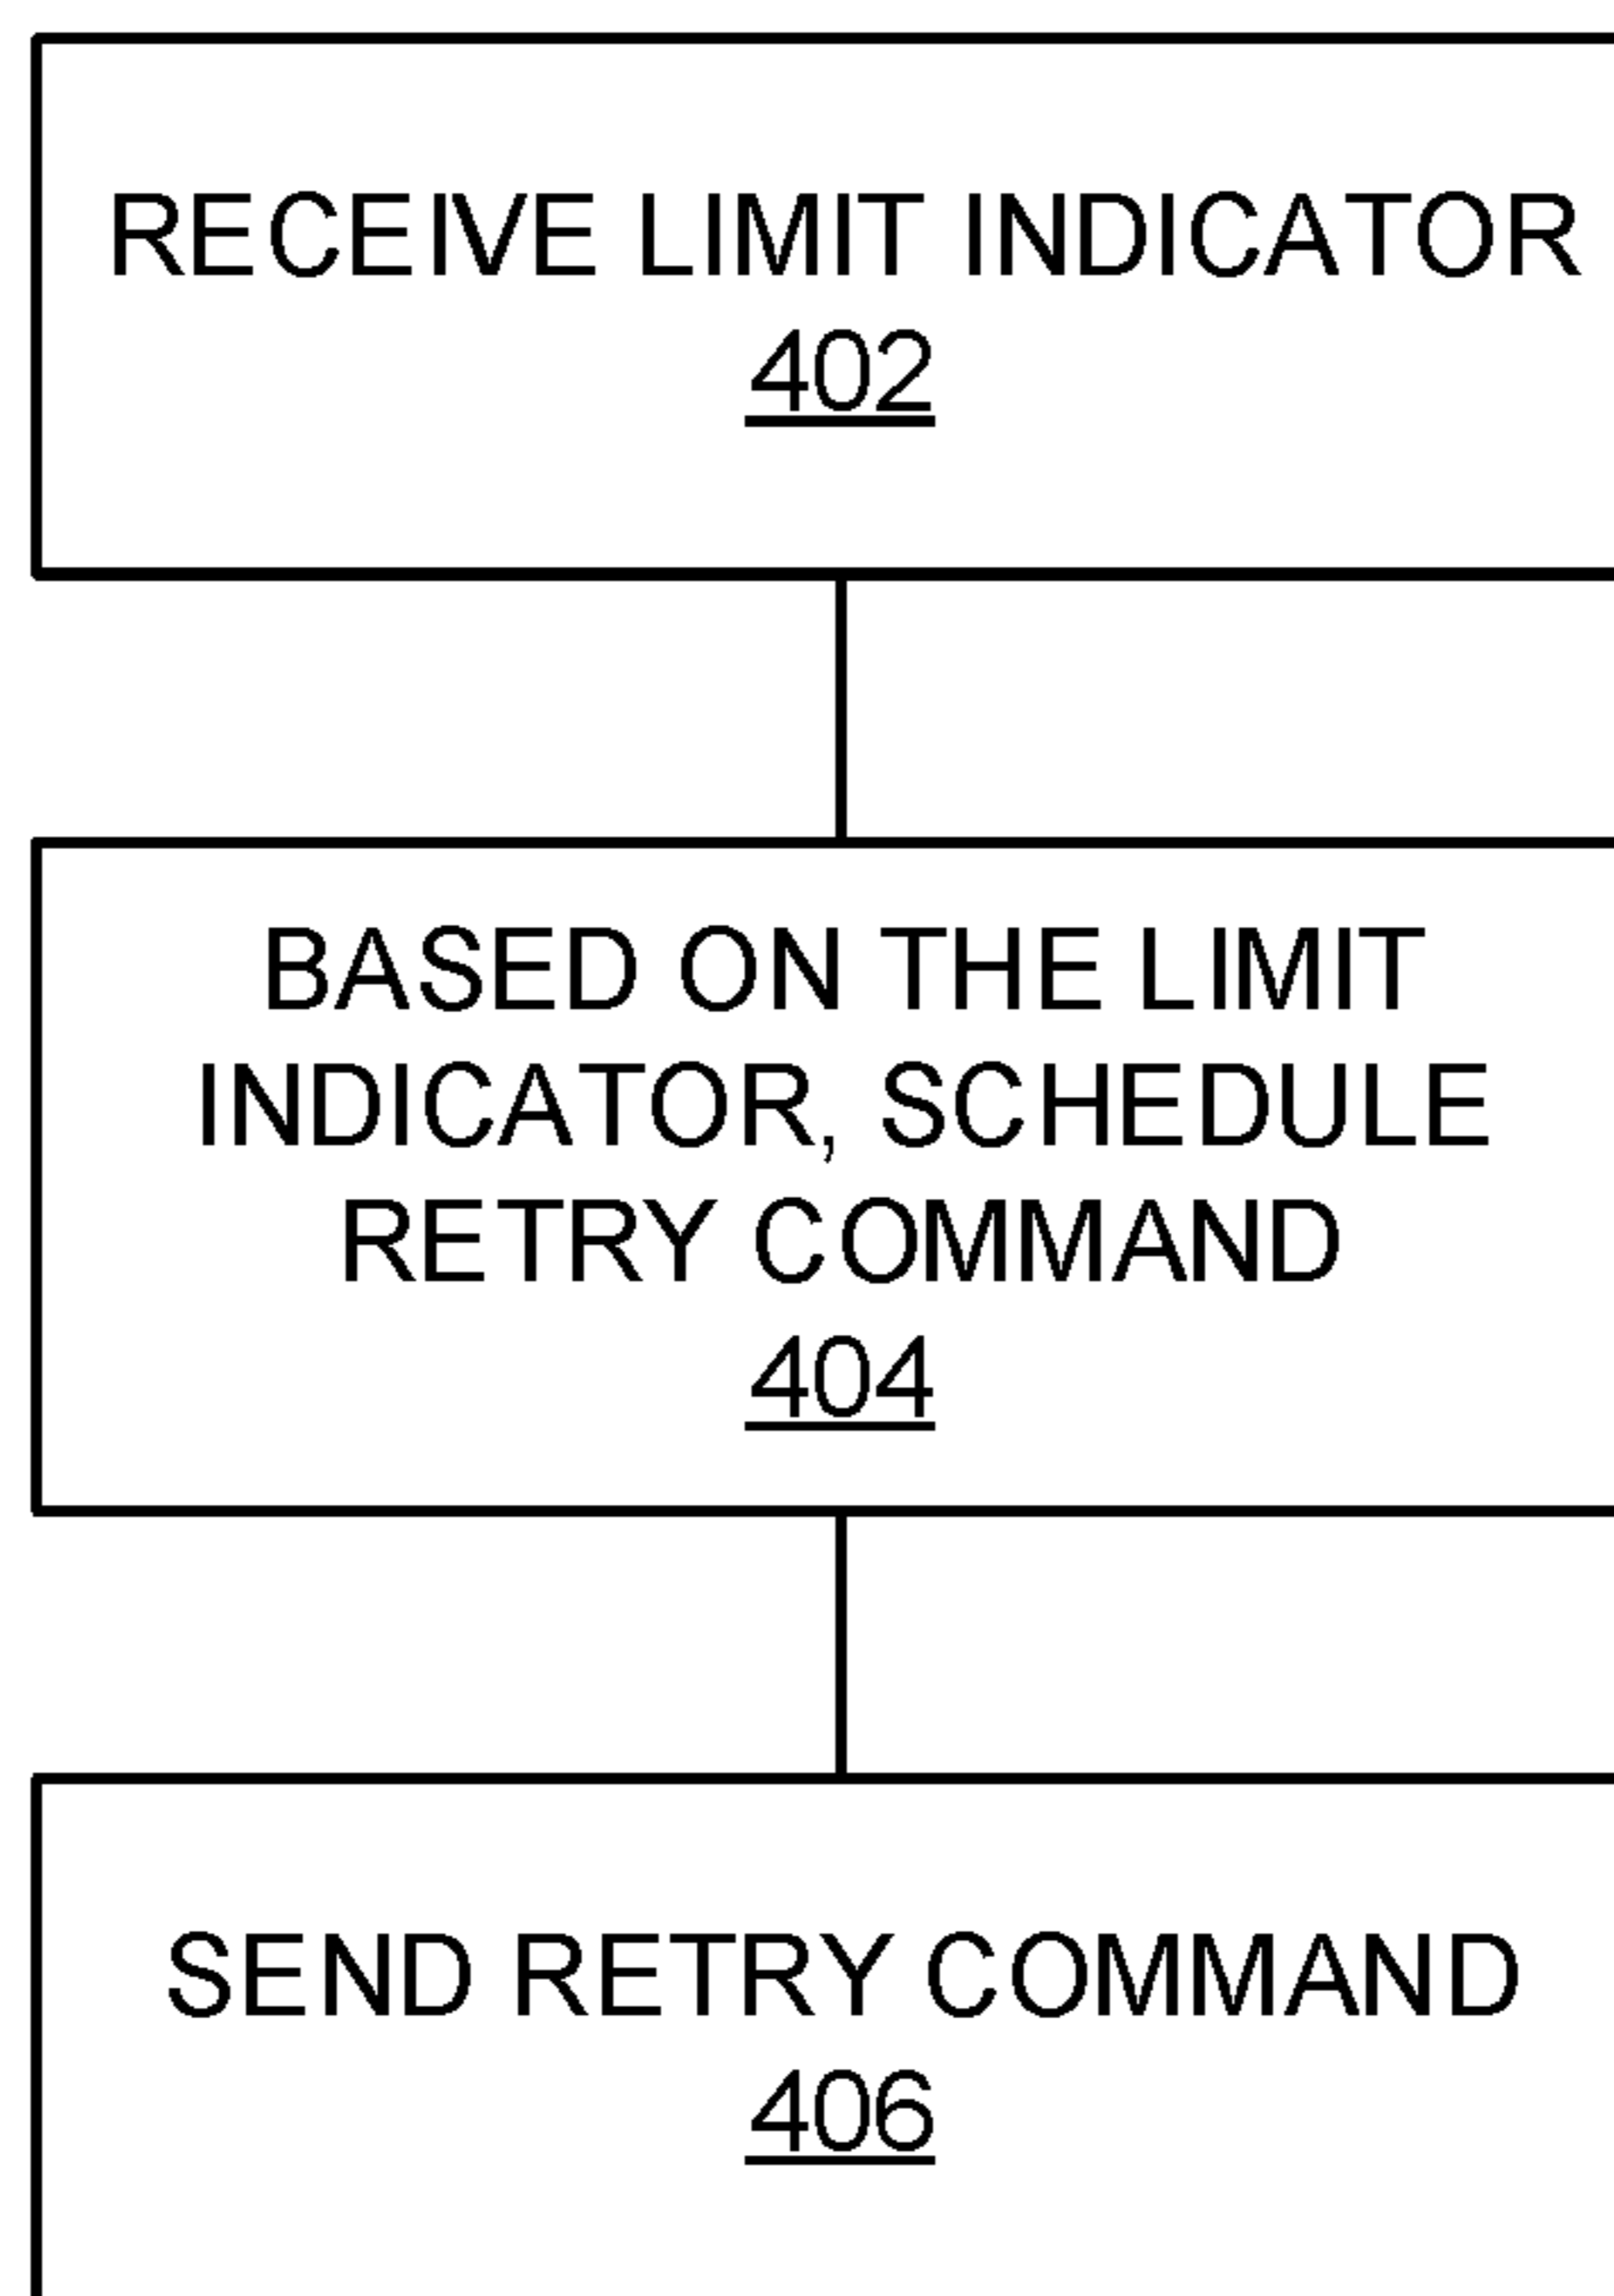 RECEIVE LIMIT INDICATOR
402
BASED ON THE LIMIT
INDICATOR, SCHEDULE
RETRY COMMAND
404
SEND RETRY COMMAND
406